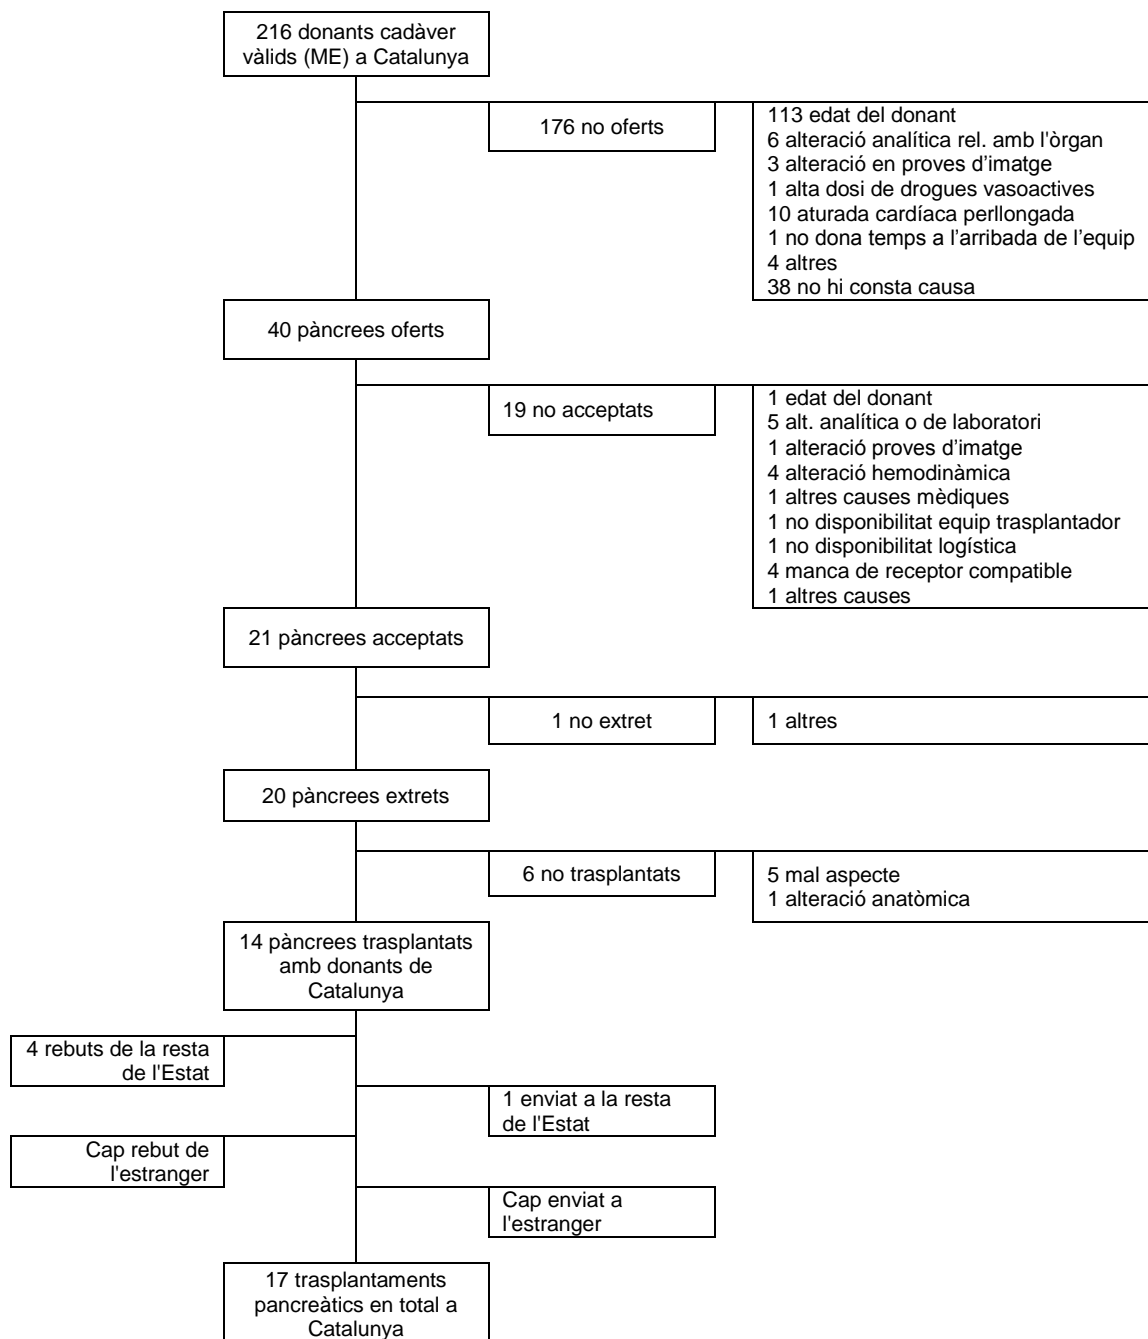 216 donants cadàver
vàlids (ME) a Catalunya
176 no oferts
113 edat del donant
6 alteració analítica rel. amb l'òrgan
3 alteració en proves d’imatge
1 alta dosi de drogues vasoactives
10 aturada cardíaca perllongada
1 no dona temps a l’arribada de l’equip
4 altres
38 no hi consta causa
40 pàncrees oferts
19 no acceptats
1 edat del donant
5 alt. analítica o de laboratori
1 alteració proves d’imatge
4 alteració hemodinàmica
1 altres causes mèdiques
1 no disponibilitat equip trasplantador
1 no disponibilitat logística
4 manca de receptor compatible
1 altres causes
21 pàncrees acceptats
1 no extret
1 altres
20 pàncrees extrets
6 no trasplantats
5 mal aspecte
1 alteració anatòmica
14 pàncrees trasplantats
amb donants de
Catalunya
4 rebuts de la resta
de l'Estat
1 enviat a la resta
de l'Estat
Cap rebut de
l'estranger
Cap enviat a
l'estranger
17 trasplantaments
pancreàtics en total a
Catalunya